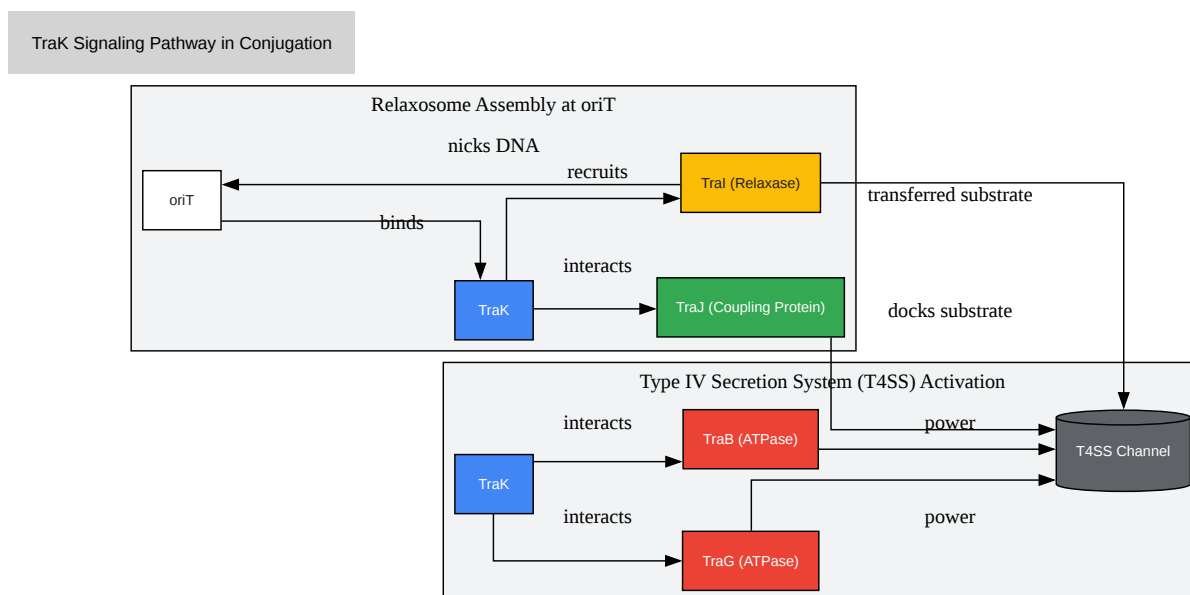 TraK Signaling Pathway in Conjugation
Relaxosome Assembly at oriT
nicks DNA
recruits
TraI (Relaxase)
oriT
transferred substrate
binds
interacts
TraK
TraJ (Coupling Protein)
docks substrate
Type IV Secretion System (T4SS) Activation
interacts
TraB (ATPase)
power
T4SS Channel
TraK
interacts
power
TraG (ATPase)